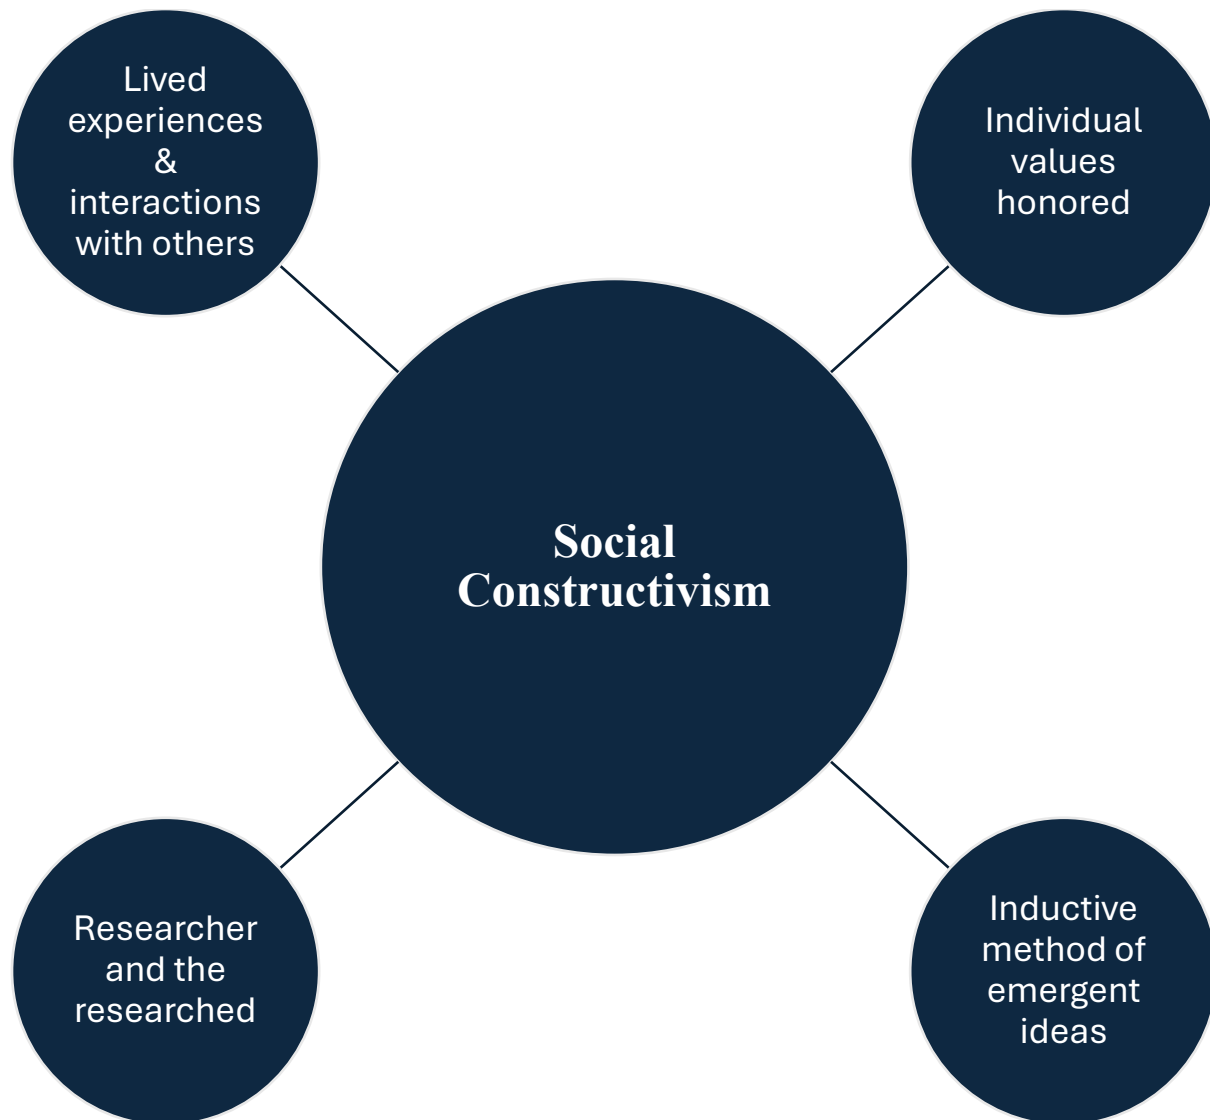 Lived
experiences
&
interactions
with others
Individual
values
honored
Social
Constructivism
Researcher
and the
researched
Inductive
method of
emergent
ideas